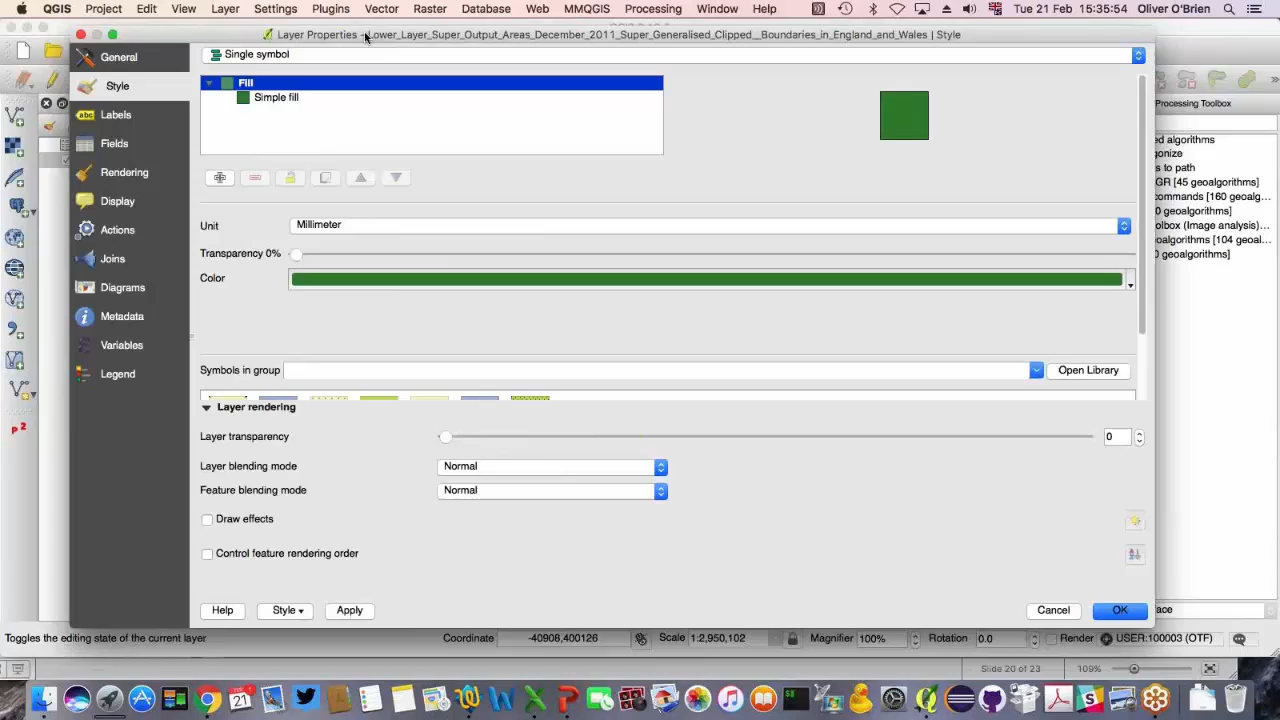 QGIS Project Edit View Layer Settings Plugins Vector Raster Database Web MMQGIS Processing Window Help Tue 21 Feb 15:35:54 Oliver O'Brien
Layer Properties - Lower_Layer_Super_Output_Areas_December_2011_Super_Generalised_Clipped__Boundaries_in_England_and_Wales | Style
General
Single symbol
Style
Fill
Simple fill
Labels
Fields
Rendering
Display
Actions
Joins
Diagrams
Metadata
Variables
Legend
Unit Millimeter
Transparency 0%
Color
Symbols in group Open Library
Layer rendering
Layer transparency 0
Layer blending mode Normal
Feature blending mode Normal
Draw effects
Control feature rendering order
Help Style Apply Cancel OK
Processing Toolbox
ed algorithms
gonize
s to path
GR [45 geoalgorithms]
commands [160 geoalg...
0 geoalgorithms]
olbox (Image analysis)...
oalgorithms [104 geoal...
0 geoalgorithms]
ace
Toggles the editing state of the current layer Coordinate -40908,400126 Scale 1:2,950,102 Magnifier 100% Rotation 0.0 Render USER:100003 (OTF)
Slide 20 of 23 109%